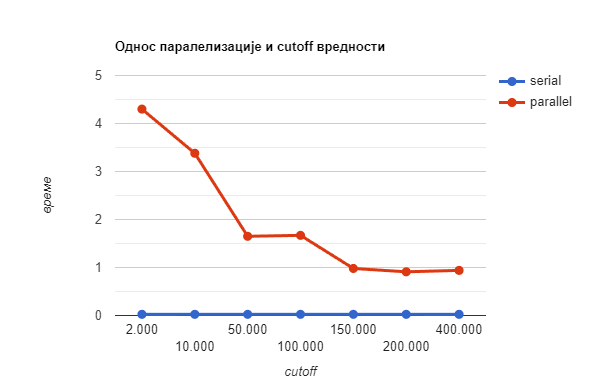 Однос паралелизације и cutoff вредности
serial
parallel
време
5
4
3
2
1
0
2.000
10.000
50.000
100.000
150.000
200.000
400.000
cutoff